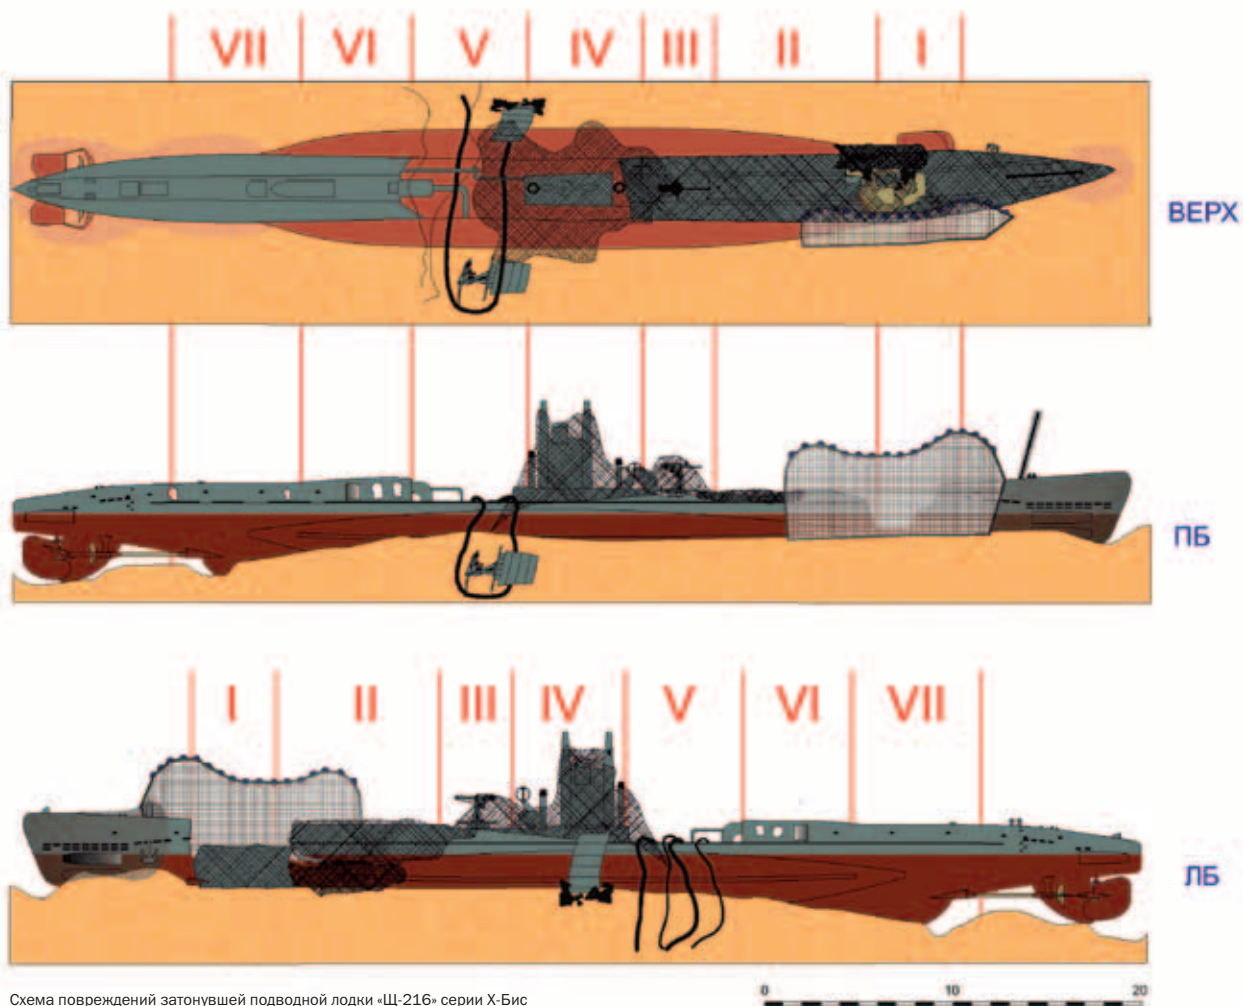 VII VI V IV III II I
ВЕРХ
ПБ
I II III IV V VI VII
ЛБ
0 10 20
Схема повреждений затонувшей подводной лодки «Щ-216» серии Х-Бис